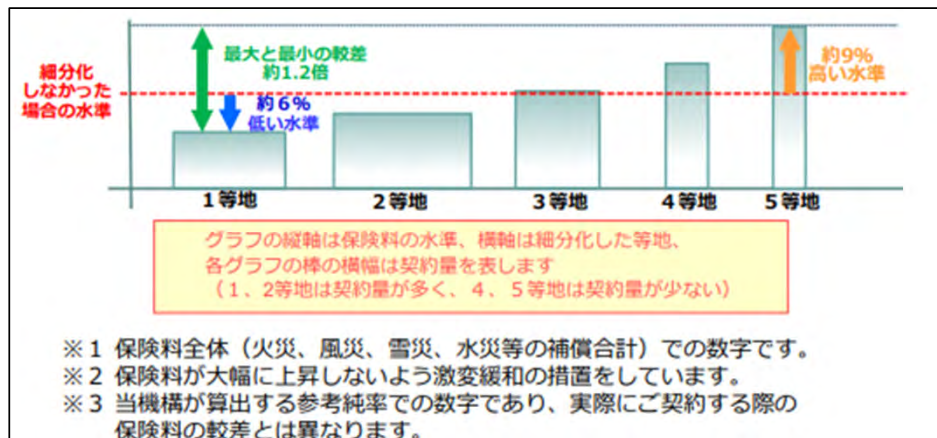 最大と最小の較差
約1.2倍
細分化
しなかった
場合の水準
約6%
低い水準
約9%
高い水準
1等地
2等地
3等地
4等地
5等地
グラフの縦軸は保険料の水準、横軸は細分化した等地、
各グラフの棒の横幅は契約量を表します
(1、2等地は契約量が多く、4、5等地は契約量が少ない)
※1 保険料全体(火災、風災、雪災、水災等の補償合計)での数字です。
※2 保険料が大幅に上昇しないよう激変緩和の措置をしています。
※3 当機構が算出する参考純率での数字であり、実際にご契約する際の
保険料の較差とは異なります。